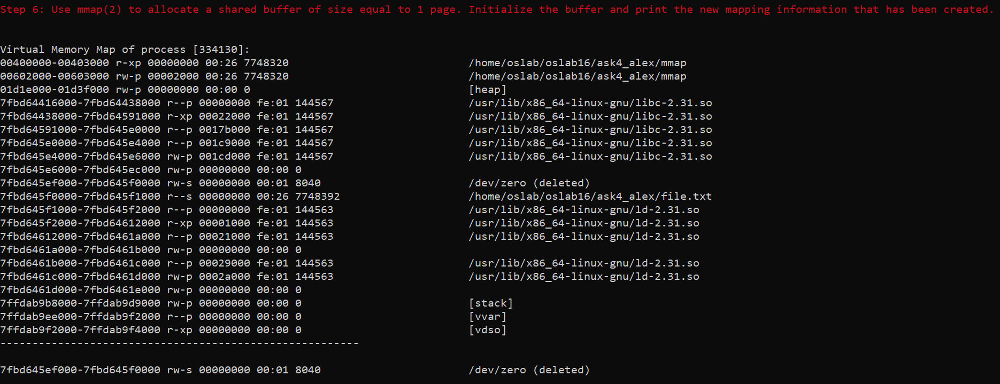 Step 6: Use mmap(2) to allocate a shared buffer of size equal to 1 page. Initialize the buffer and print the new mapping information that has been created.
Virtual Memory Map of process [334130]:
00400000-00403000 r-xp 00000000 00:26 7748320 /home/oslab/oslab16/ask4_alex/mmap
00602000-00603000 rw-p 00002000 00:26 7748320 /home/oslab/oslab16/ask4_alex/mmap
01d1e000-01d3f000 rw-p 00000000 00:00 0 [heap]
7fbd64416000-7fbd64438000 r--p 00000000 fe:01 144567 /usr/lib/x86_64-linux-gnu/libc-2.31.so
7fbd64438000-7fbd64591000 r-xp 00022000 fe:01 144567 /usr/lib/x86_64-linux-gnu/libc-2.31.so
7fbd64591000-7fbd645e0000 r--p 0017b000 fe:01 144567 /usr/lib/x86_64-linux-gnu/libc-2.31.so
7fbd645e0000-7fbd645e4000 r--p 001c9000 fe:01 144567 /usr/lib/x86_64-linux-gnu/libc-2.31.so
7fbd645e4000-7fbd645e6000 rw-p 001cd000 fe:01 144567 /usr/lib/x86_64-linux-gnu/libc-2.31.so
7fbd645e6000-7fbd645ec000 rw-p 00000000 00:00 0
7fbd645ef000-7fbd645f0000 rw-s 00000000 00:01 8040 /dev/zero (deleted)
7fbd645f0000-7fbd645f1000 r--s 00000000 00:26 7748392 /home/oslab/oslab16/ask4_alex/file.txt
7fbd645f1000-7fbd645f2000 r--p 00000000 fe:01 144563 /usr/lib/x86_64-linux-gnu/ld-2.31.so
7fbd645f2000-7fbd64612000 r-xp 00001000 fe:01 144563 /usr/lib/x86_64-linux-gnu/ld-2.31.so
7fbd64612000-7fbd6461a000 r--p 00021000 fe:01 144563 /usr/lib/x86_64-linux-gnu/ld-2.31.so
7fbd6461a000-7fbd6461b000 rw-p 00000000 00:00 0
7fbd6461b000-7fbd6461c000 r--p 00029000 fe:01 144563 /usr/lib/x86_64-linux-gnu/ld-2.31.so
7fbd6461c000-7fbd6461d000 rw-p 0002a000 fe:01 144563 /usr/lib/x86_64-linux-gnu/ld-2.31.so
7fbd6461d000-7fbd6461e000 rw-p 00000000 00:00 0
7ffdab9b8000-7ffdab9d9000 rw-p 00000000 00:00 0 [stack]
7ffdab9ee000-7ffdab9f2000 r--p 00000000 00:00 0 [vvar]
7ffdab9f2000-7ffdab9f4000 r-xp 00000000 00:00 0 [vdso]
--------------------------------------------------------
7fbd645ef000-7fbd645f0000 rw-s 00000000 00:01 8040 /dev/zero (deleted)